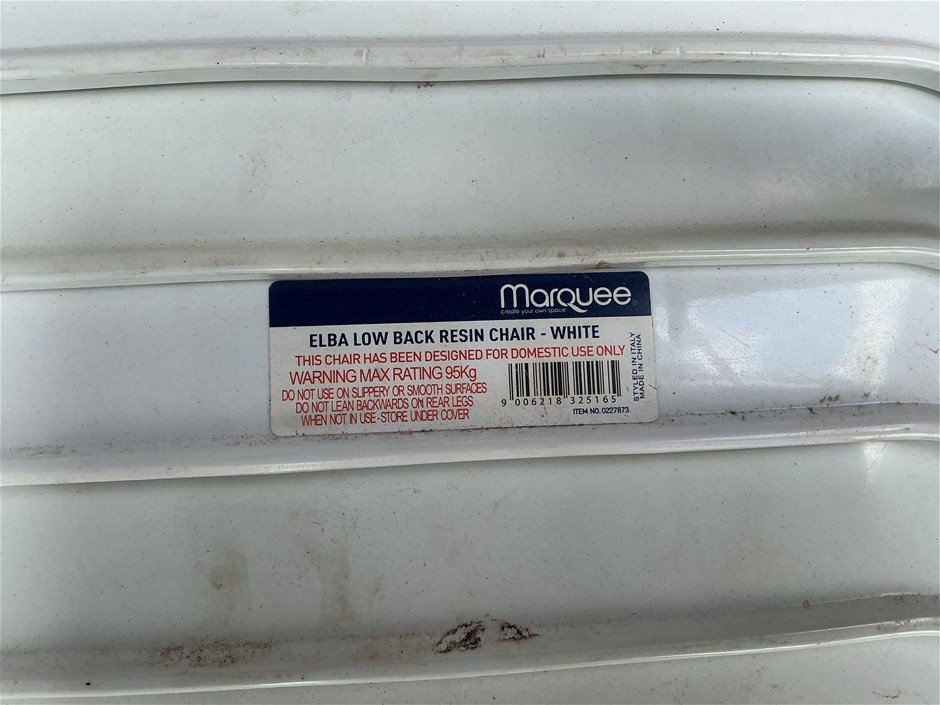 Marquee
create your own space
ELBA LOW BACK RESIN CHAIR - WHITE
THIS CHAIR HAS BEEN DESIGNED FOR DOMESTIC USE ONLY
WARNING MAX RATING 95Kg
DO NOT USE ON SLIPPERY OR SMOOTH SURFACES
DO NOT LEAN BACKWARDS ON REAR LEGS
WHEN NOT IN USE - STORE UNDER COVER
9 006218 325165
ITEM NO. 0227873
STYLED IN ITALY
MADE IN CHINA